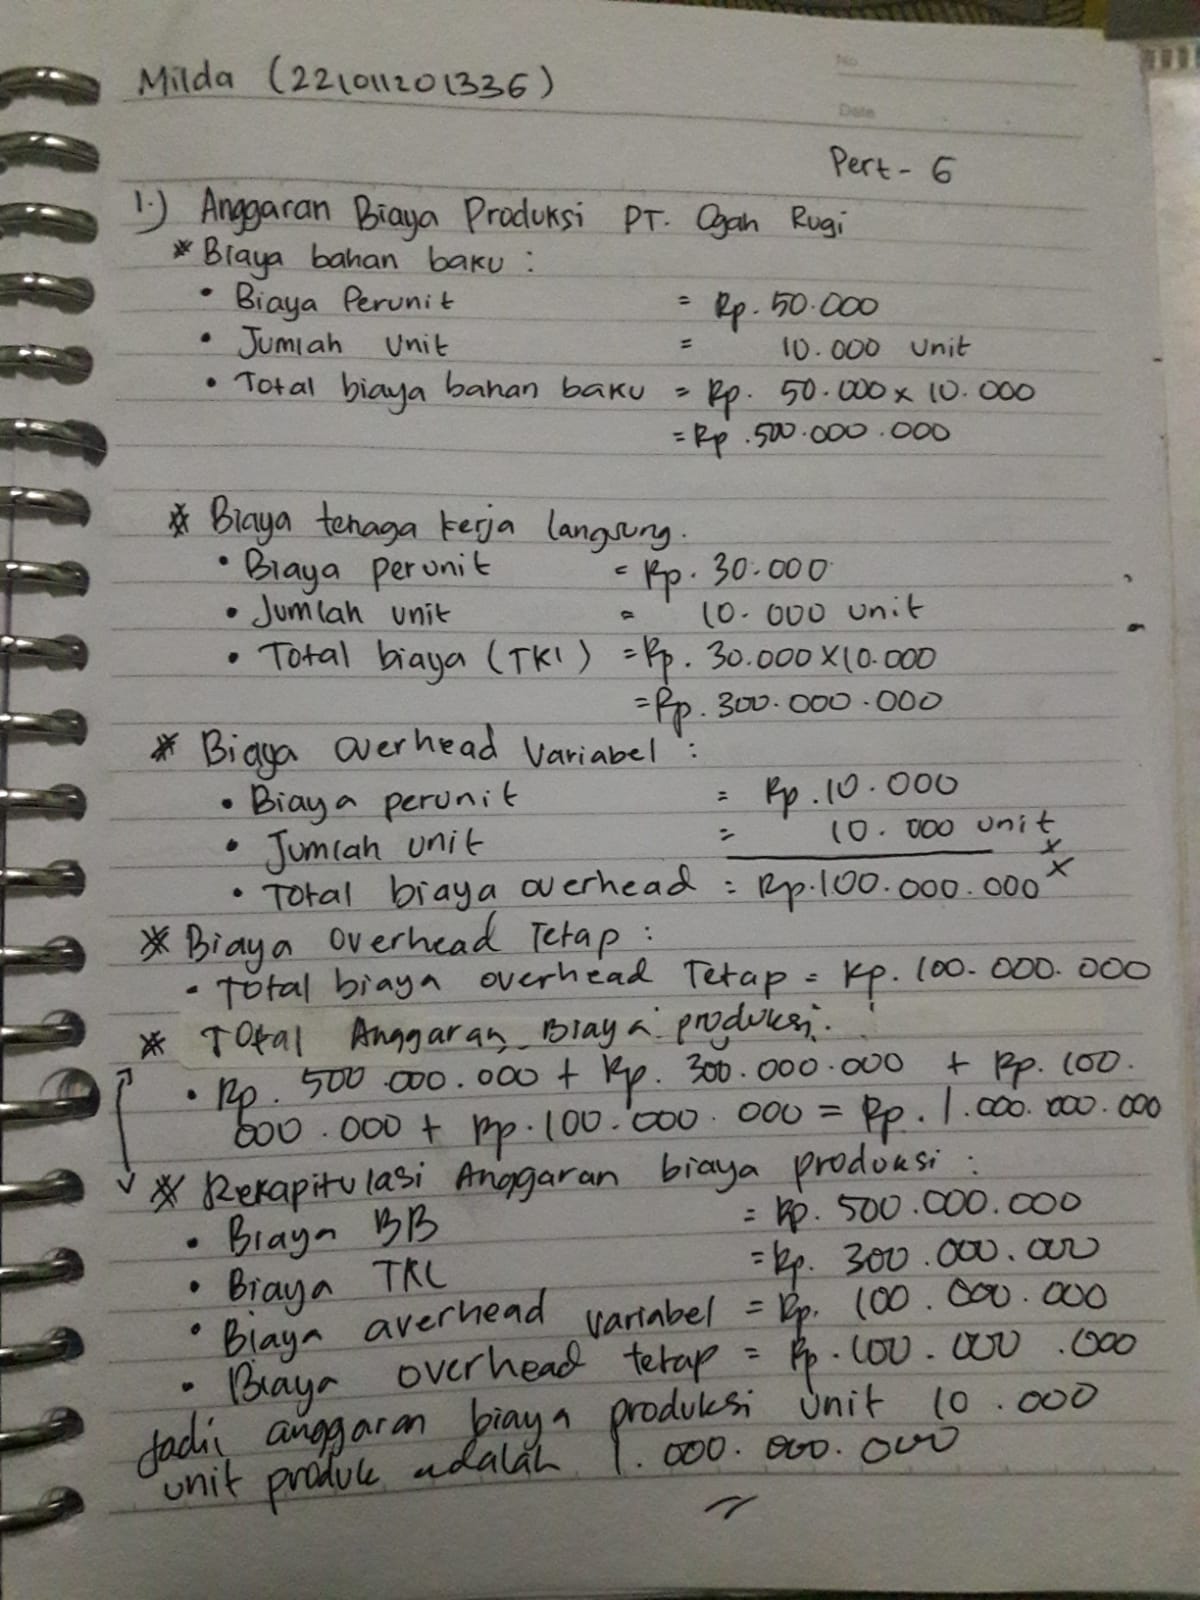 No
Date
Milda (221011201336)
Pert - 6
1.) Anggaran Biaya Produksi PT. Ogah Rugi
* Biaya bahan baku :
• Biaya Perunit = Rp. 50.000
• Jumlah Unit = 10.000 Unit
• Total biaya bahan baku = Rp. 50.000 x 10.000
= Rp .500.000.000
* Biaya tenaga kerja langsung.
• Biaya perunit = Rp. 30.000
• Jumlah unit = 10.000 unit
• Total biaya (TKl) = Rp. 30.000 x 10.000
= Rp. 300.000.000
* Biaya overhead Variabel :
• Biaya perunit = Rp. 10.000
• Jumlah unit = 10.000 unit x
• Total biaya overhead = Rp. 100.000.000 x
* Biaya Overhead Tetap :
• Total biaya overhead Tetap = Rp. 100.000.000
* Total Anggaran Biaya produksi.
• Rp. 500.000.000 + Rp. 300.000.000 + Rp. 100.
000.000 + Rp. 100.000.000 = Rp. 1.000.000.000
* Rekapitulasi Anggaran biaya produksi :
• Biaya BB = Rp. 500.000.000
• Biaya TKL = Rp. 300.000.000
• Biaya overhead variabel = Rp. 100.000.000
• Biaya overhead tetap = Rp. 100.000.000
Jadi anggaran biaya produksi unit 10.000
unit produk adalah 1.000.000.000